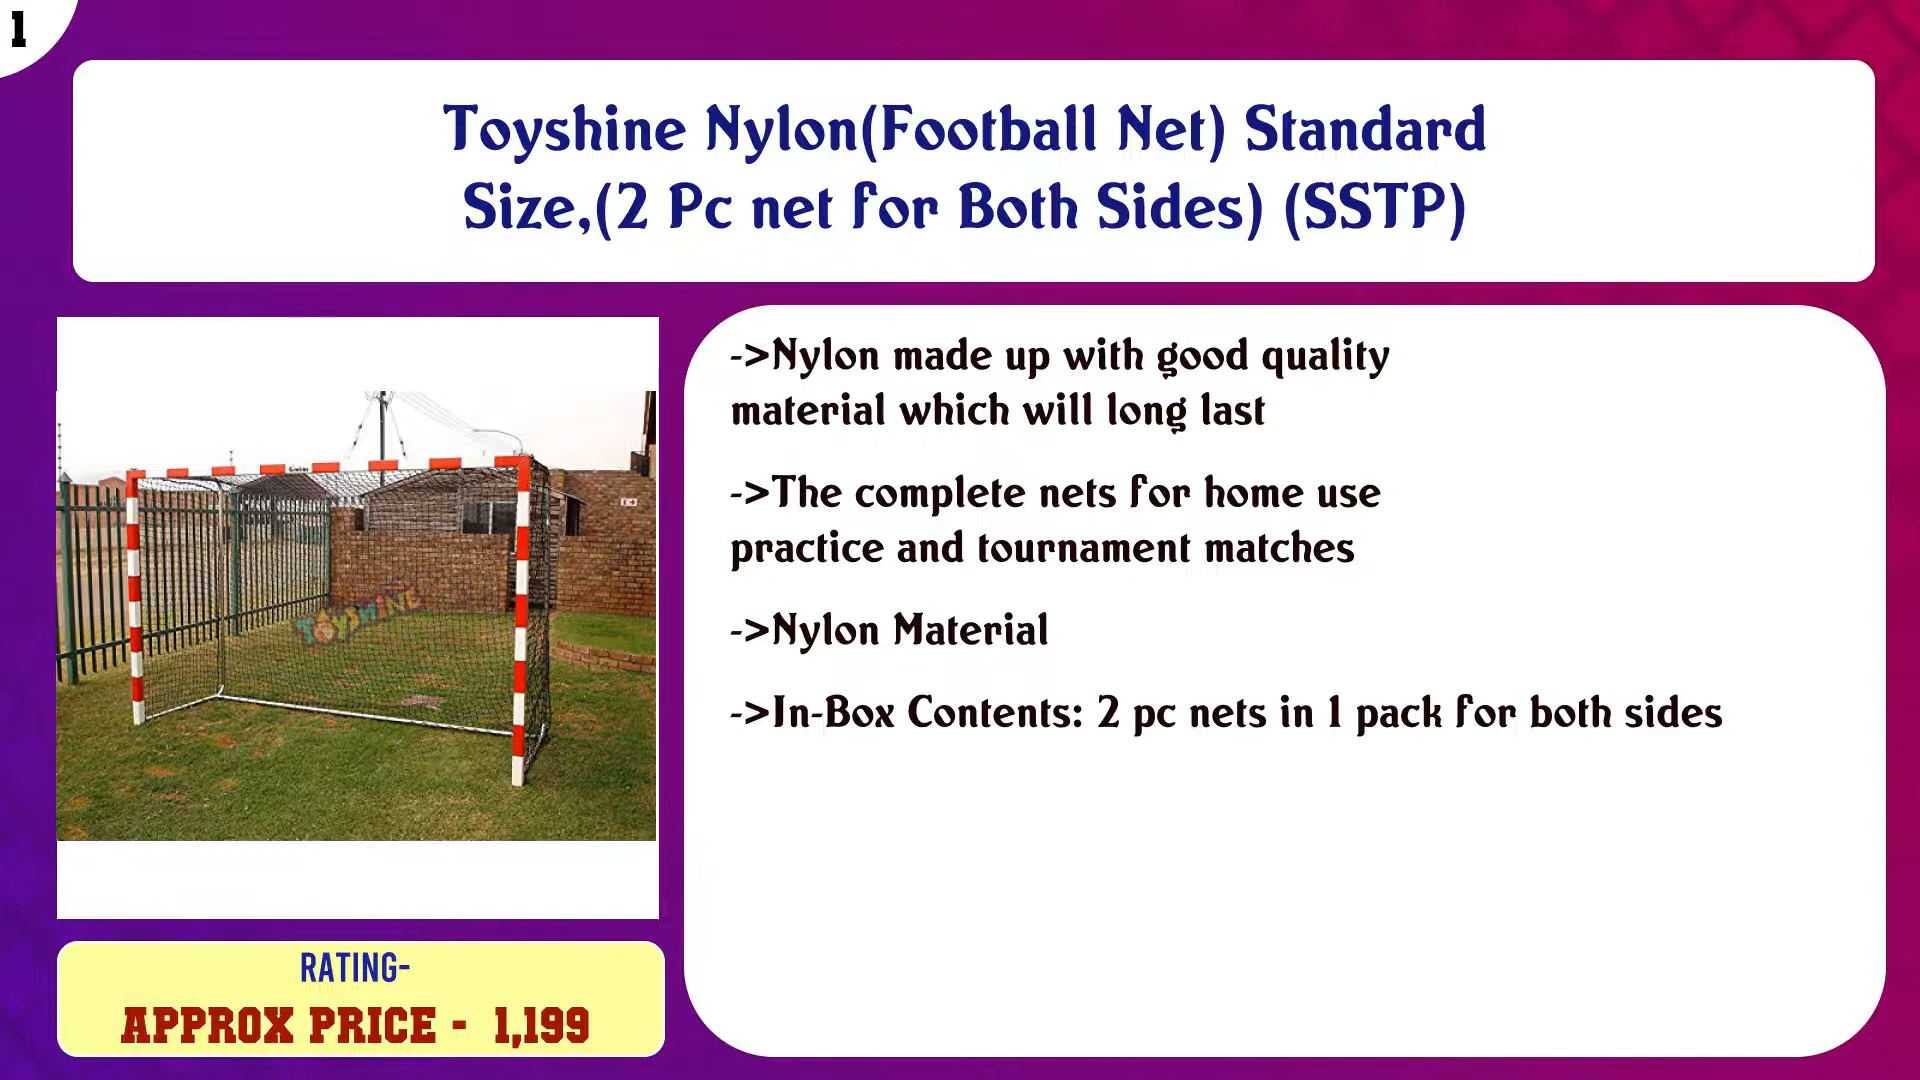 1
Toyshine Nylon(Football Net) Standard
Size,(2 Pc net for Both Sides) (SSTP)
->Nylon made up with good quality
material which will long last
->The complete nets for home use
practice and tournament matches
->Nylon Material
->In-Box Contents: 2 pc nets in 1 pack for both sides
TOYSHINE
RATING-
APPROX PRICE - 1,199